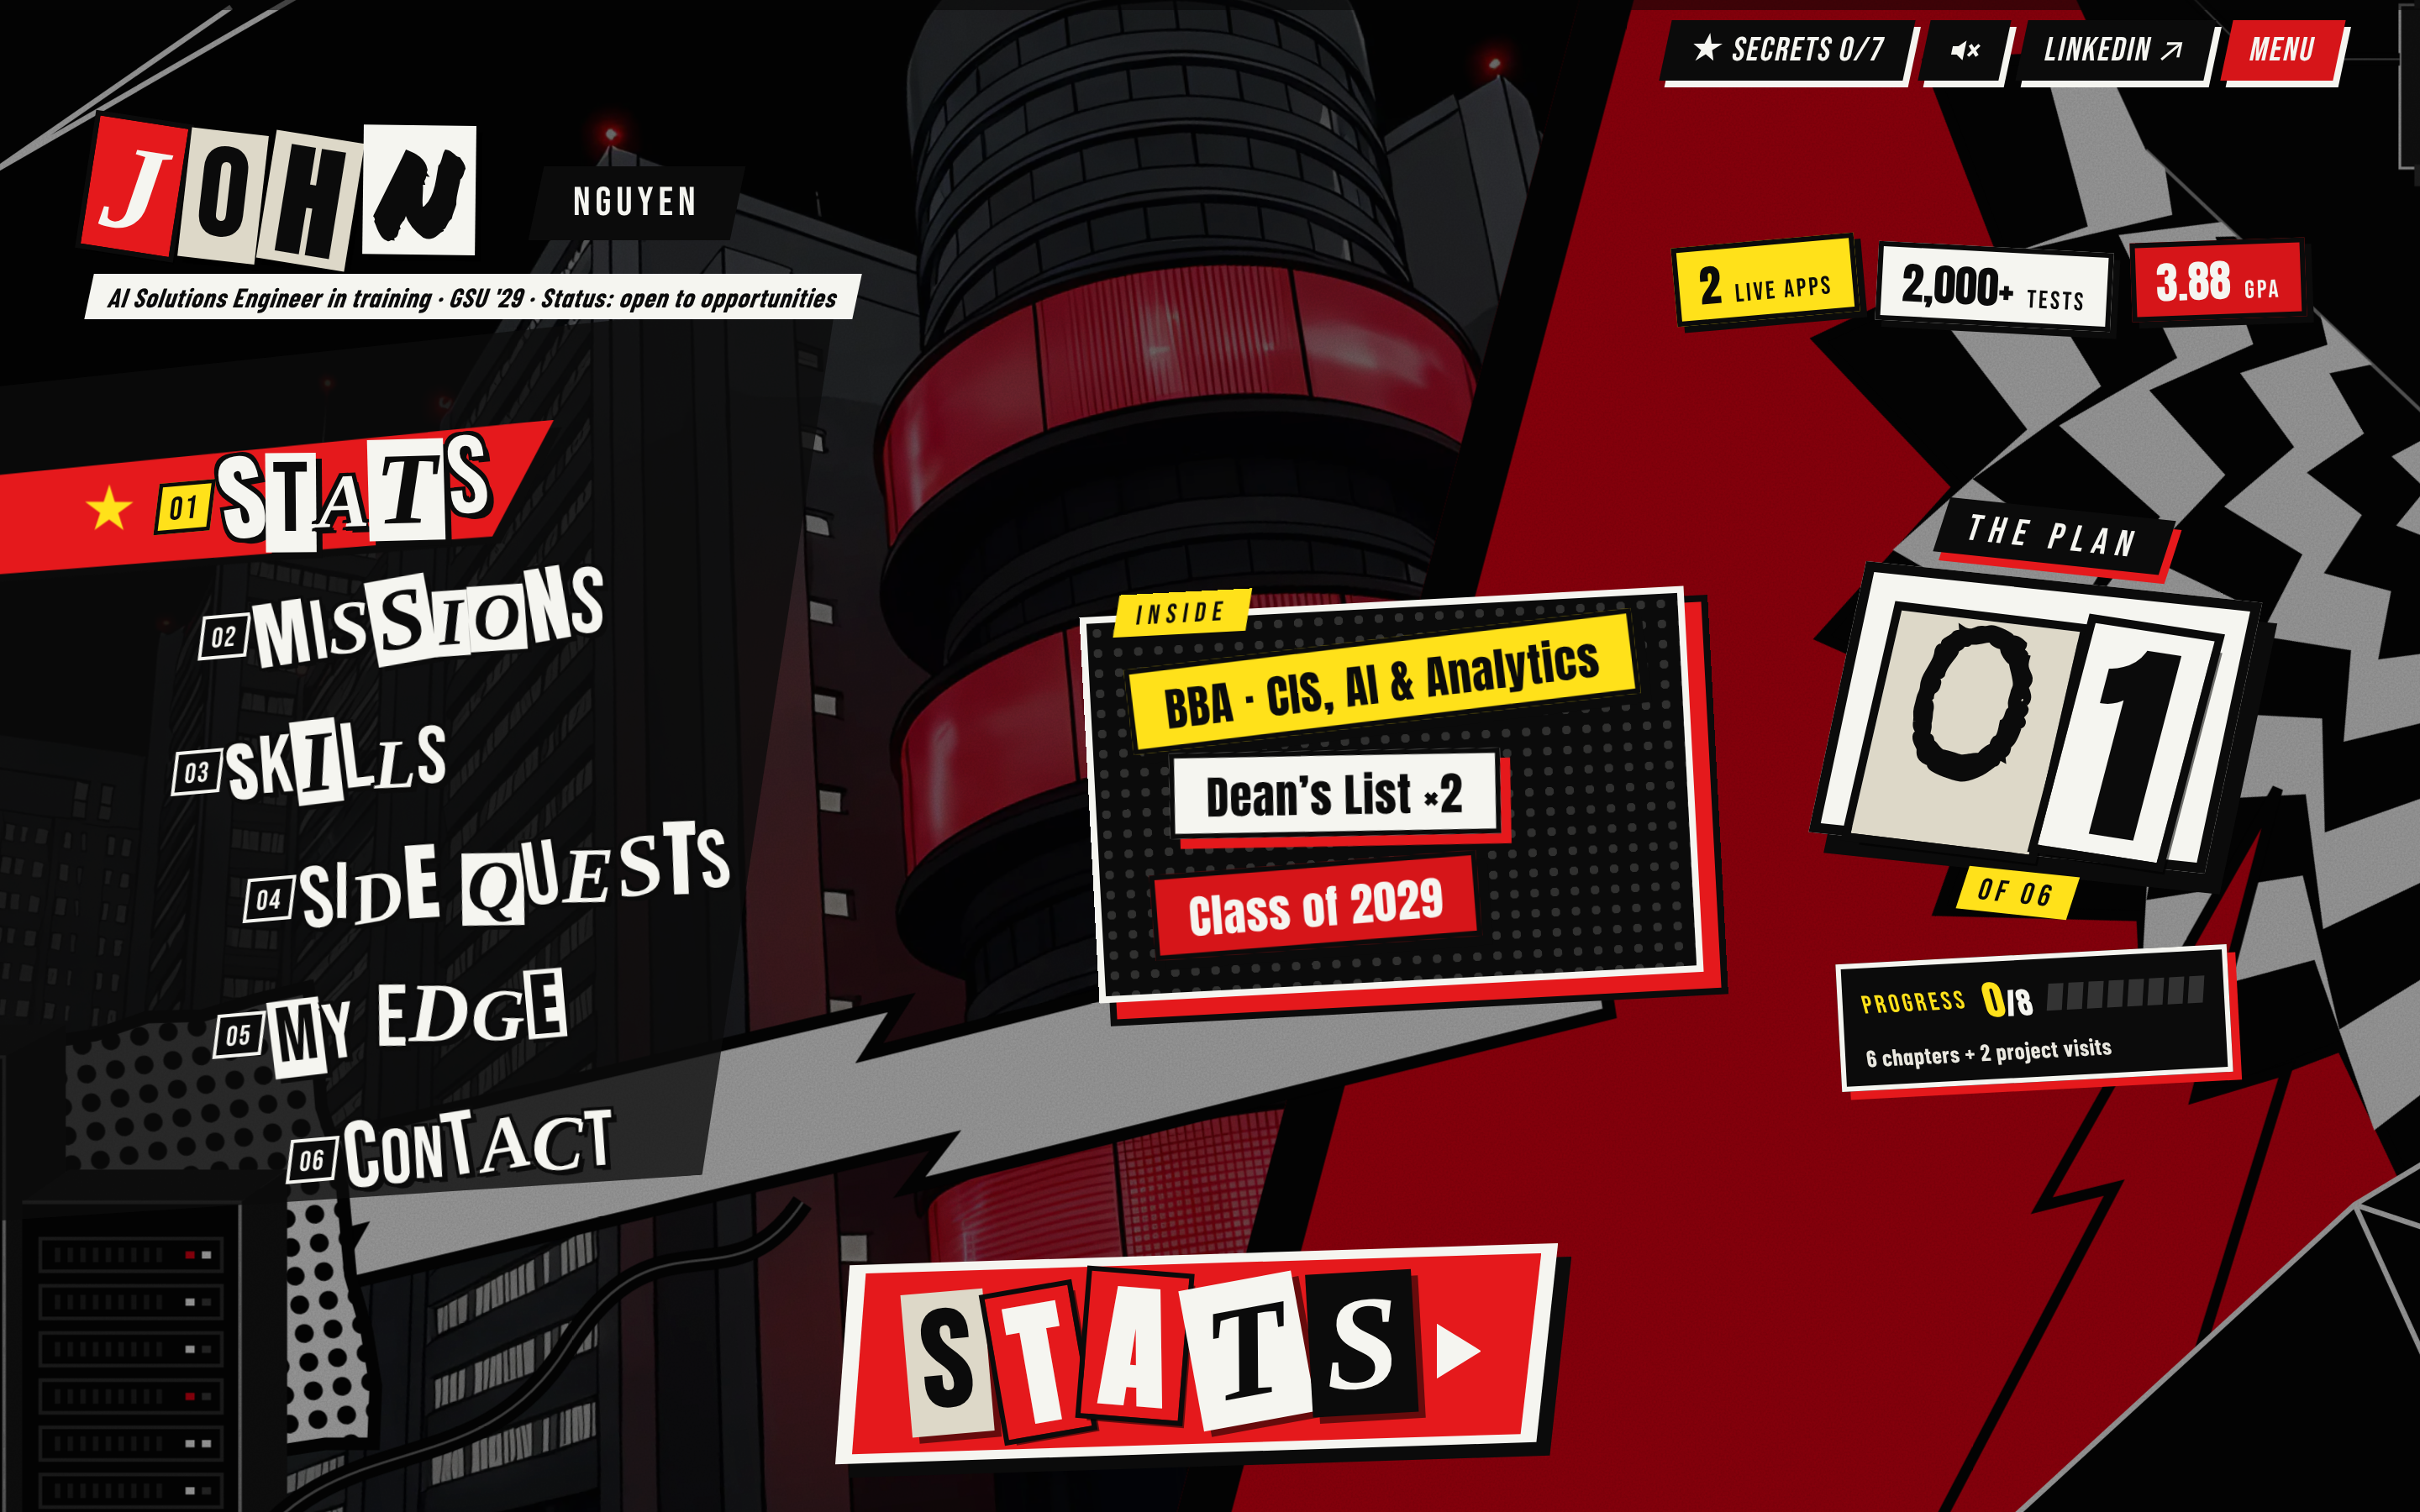 ★ SECRETS 0/7
LINKEDIN ↗
MENU
JOHN
NGUYEN
AI Solutions Engineer in training · GSU '29 · Status: open to opportunities
2 LIVE APPS
2,000+ TESTS
3.88 GPA
★ 01 STATS
02 MISSIONS
03 SKILLS
04 SIDE QUESTS
05 MY EDGE
06 CONTACT
INSIDE
BBA · CIS, AI & Analytics
Dean’s List ×2
Class of 2029
THE PLAN
01
OF 06
PROGRESS 0/8
6 chapters + 2 project visits
STATS